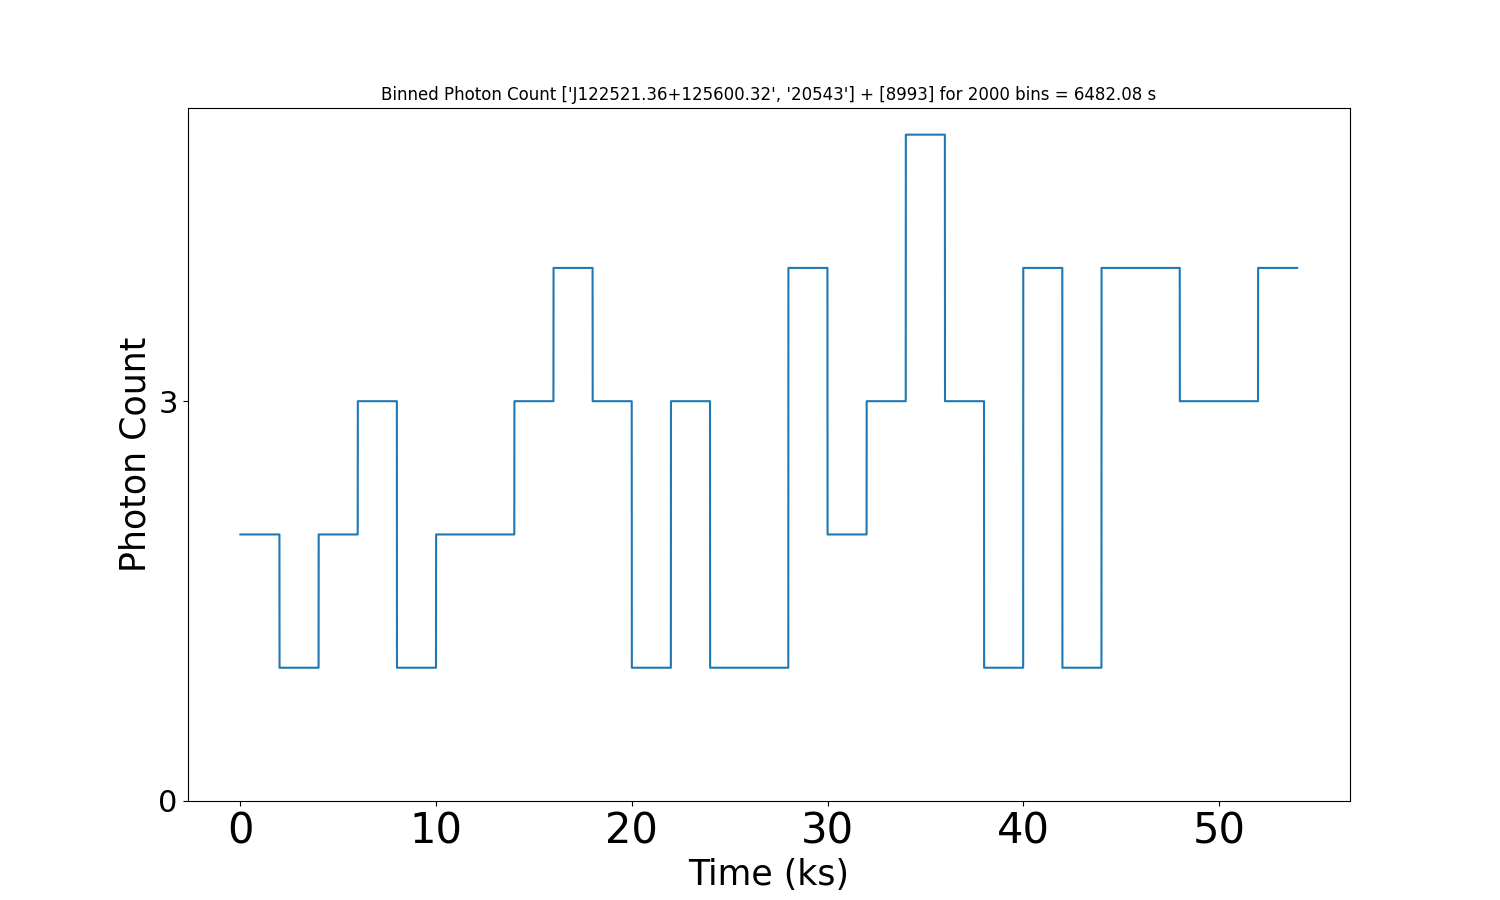 Binned Photon Count ['J122521.36+125600.32', '20543'] + [8993] for 2000 bins = 6482.08 s
Photon Count
3
0
0 10 20 30 40 50
Time (ks)